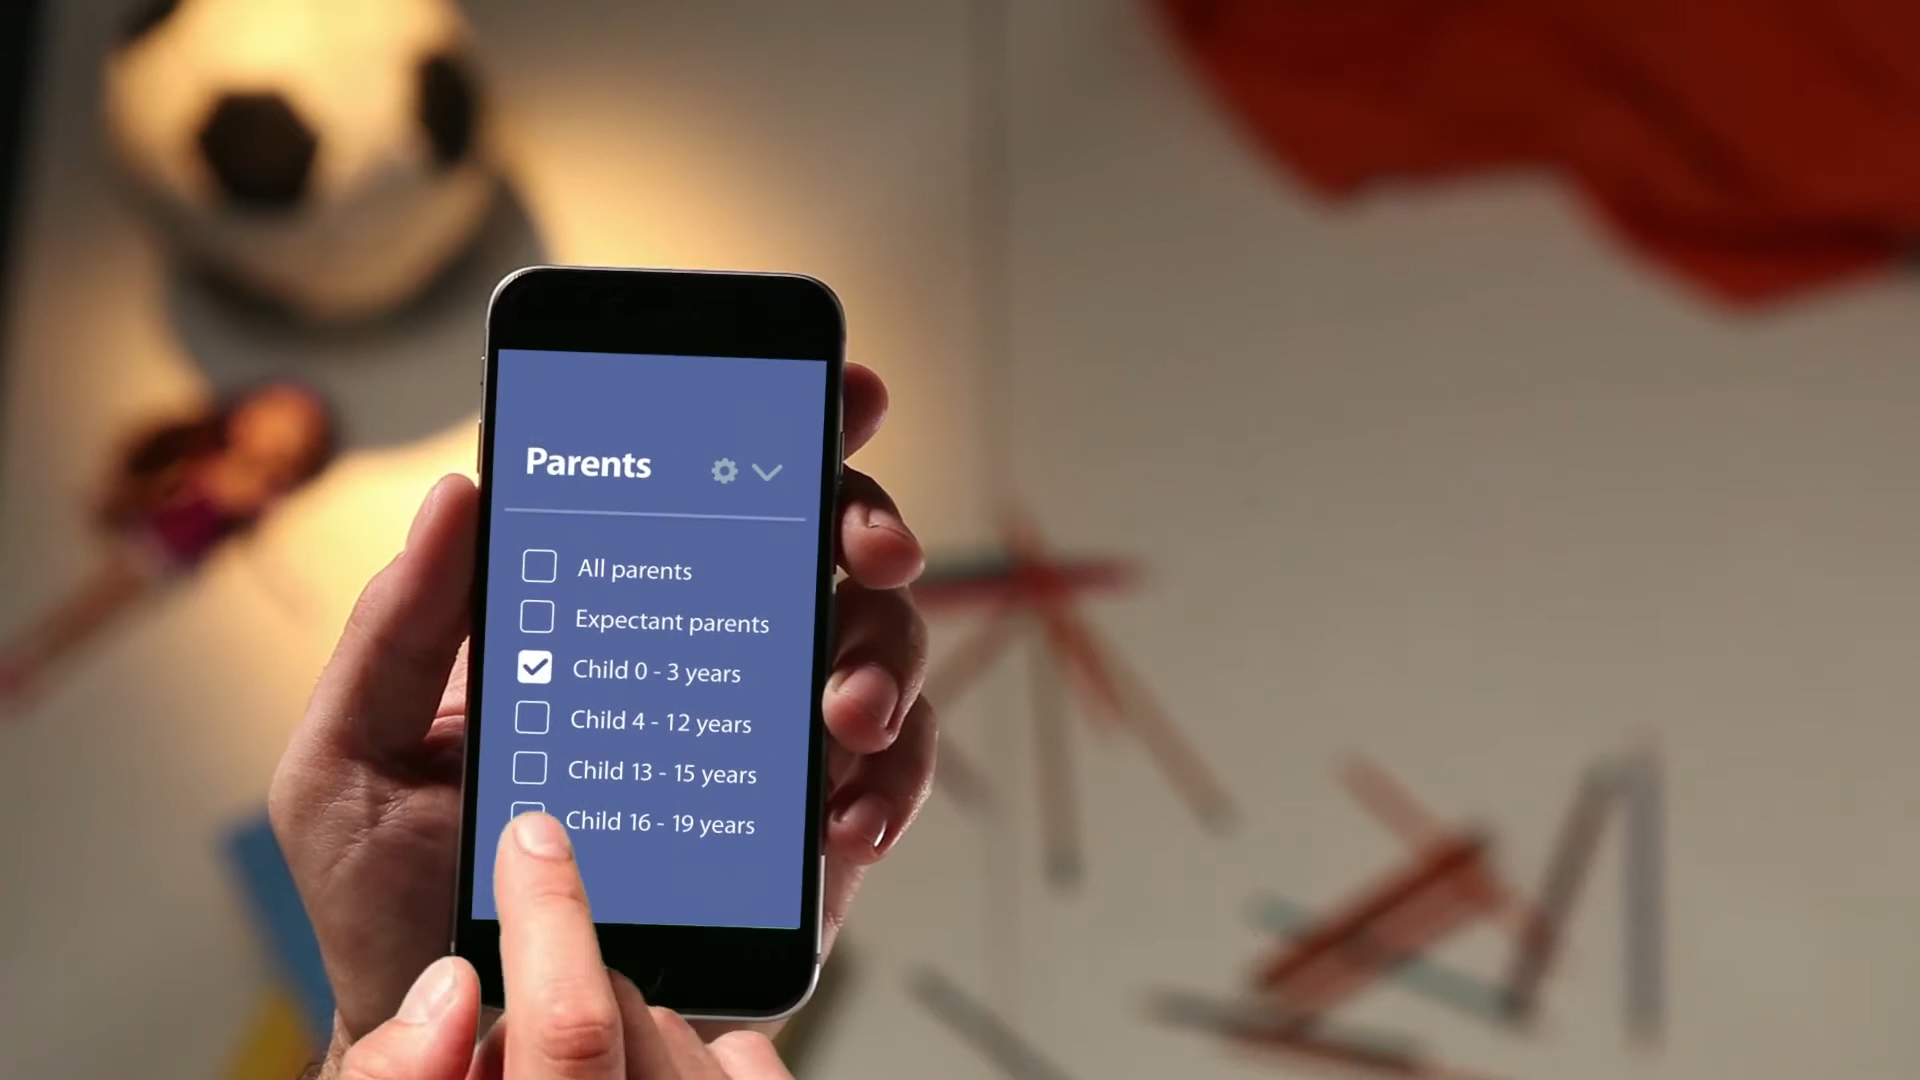 Parents
All parents
Expectant parents
Child 0 - 3 years
Child 4 - 12 years
Child 13 - 15 years
Child 16 - 19 years